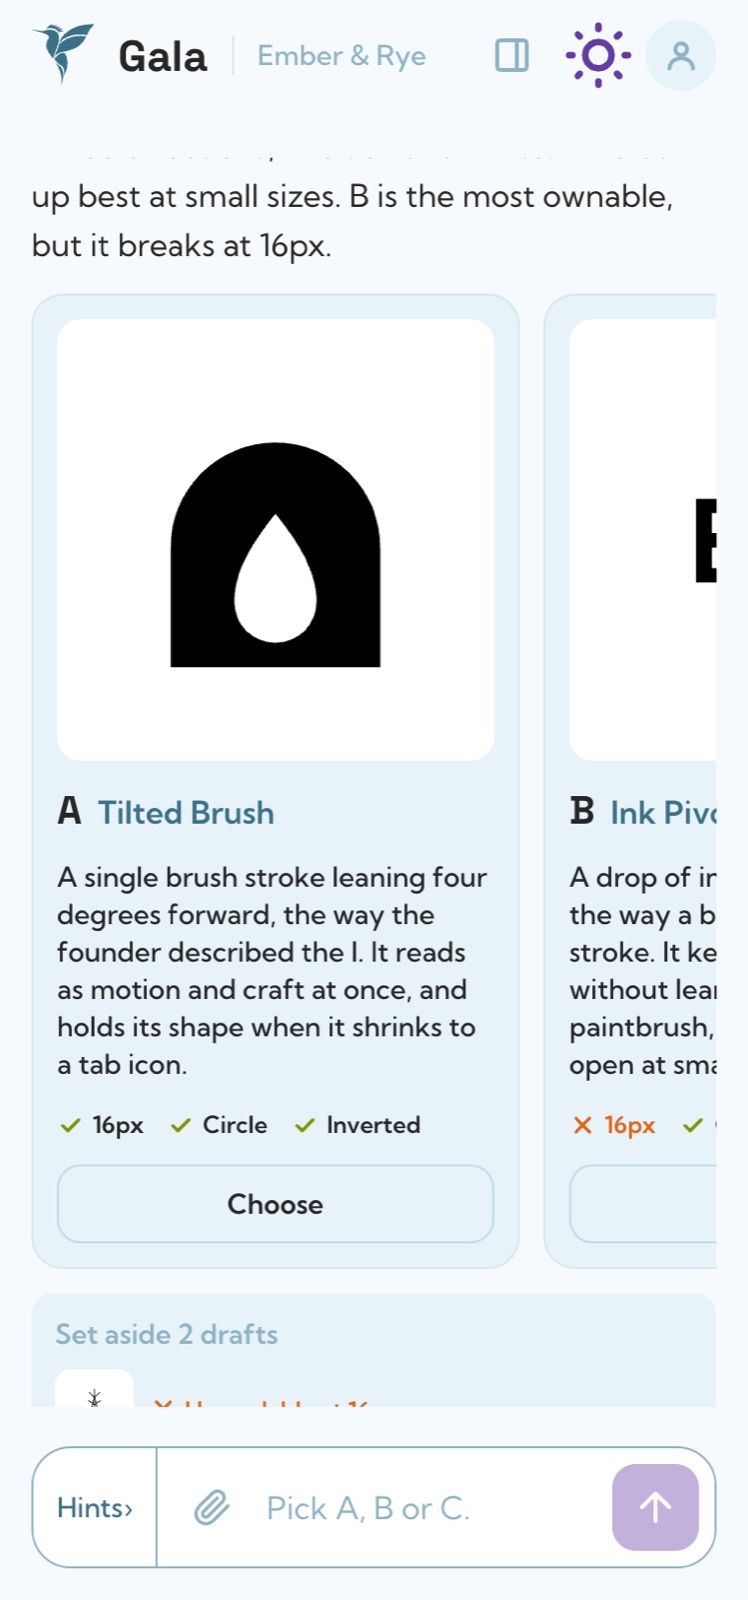 Gala
Ember & Rye
up best at small sizes. B is the most ownable,
but it breaks at 16px.
A Tilted Brush
A single brush stroke leaning four
degrees forward, the way the
founder described the I. It reads
as motion and craft at once, and
holds its shape when it shrinks to
a tab icon.
16px Circle Inverted
Choose
B Ink
A drop of
the way a
stroke. It
without
paintbrush,
open at
16px
Set aside 2 drafts
Hints›
Pick A, B or C.